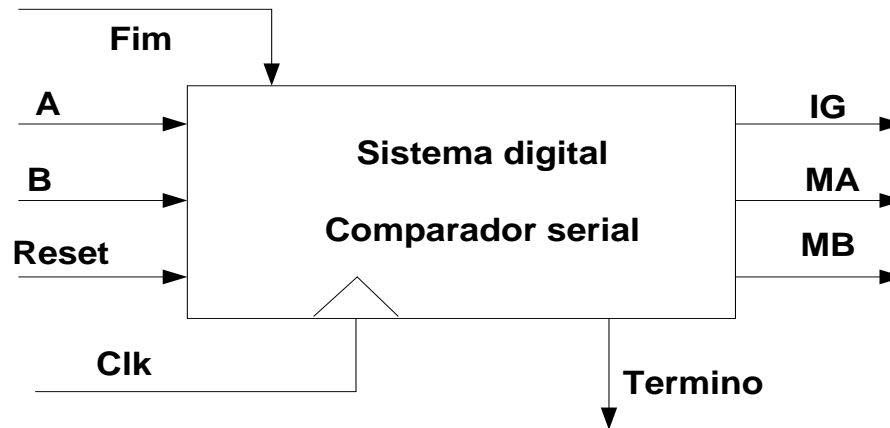 Fim
A
IG
Sistema digital
B
MA
Comparador serial
Reset
MB
Clk
Termino